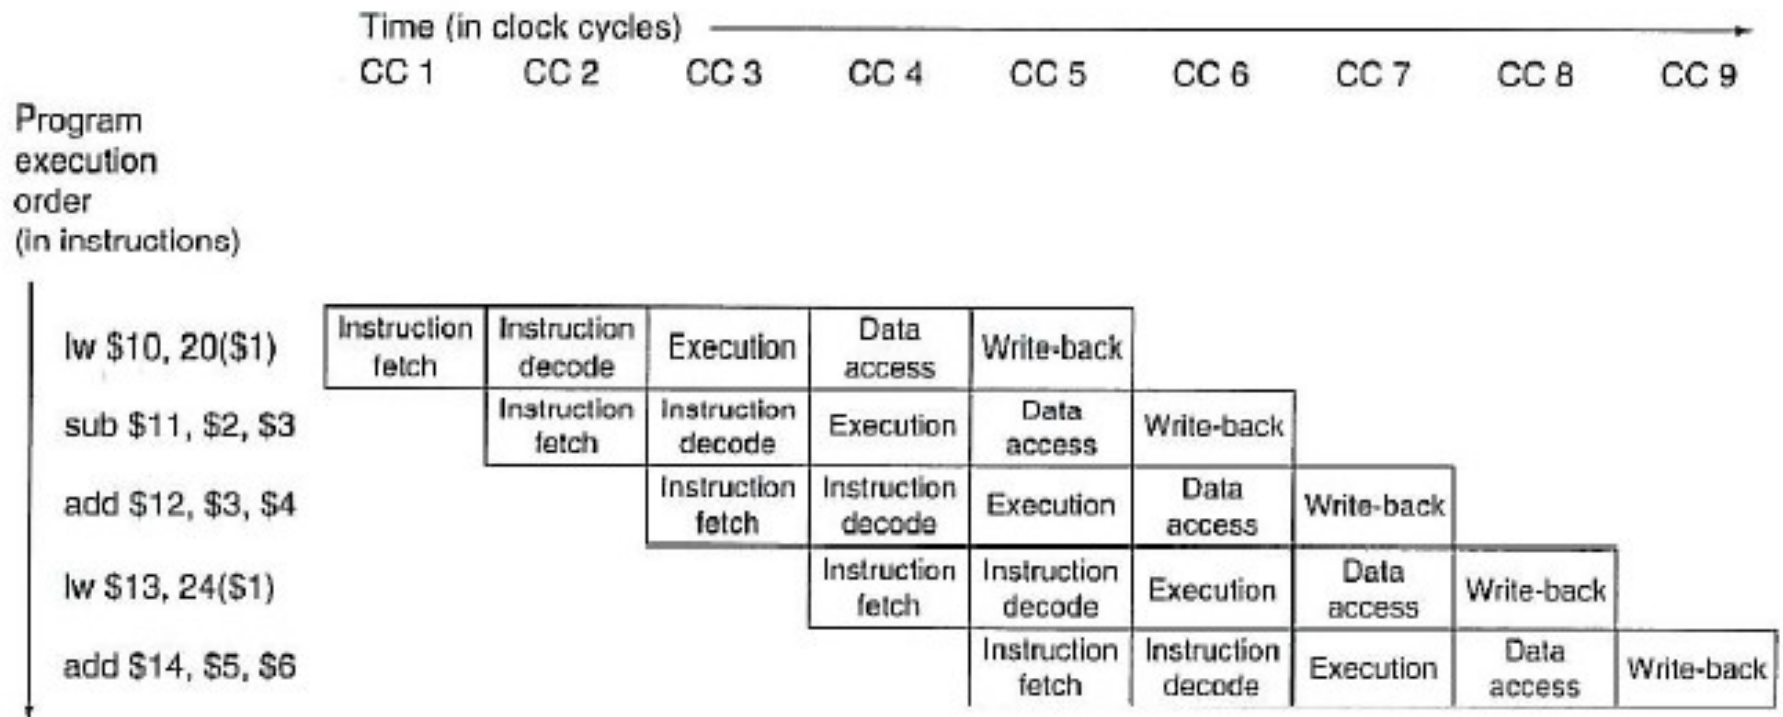 Time (in clock cycles)
CC 1 CC 2 CC 3 CC 4 CC 5 CC 6 CC 7 CC 8 CC 9
Program
execution
order
(in instructions)
lw $10, 20($1)
Instruction
fetch
Instruction
decode
Execution
Data
access
Write-back
sub $11, $2, $3
Instruction
fetch
Instruction
decode
Execution
Data
access
Write-back
add $12, $3, $4
Instruction
fetch
Instruction
decode
Execution
Data
access
Write-back
lw $13, 24($1)
Instruction
fetch
Instruction
decode
Execution
Data
access
Write-back
add $14, $5, $6
Instruction
fetch
Instruction
decode
Execution
Data
access
Write-back